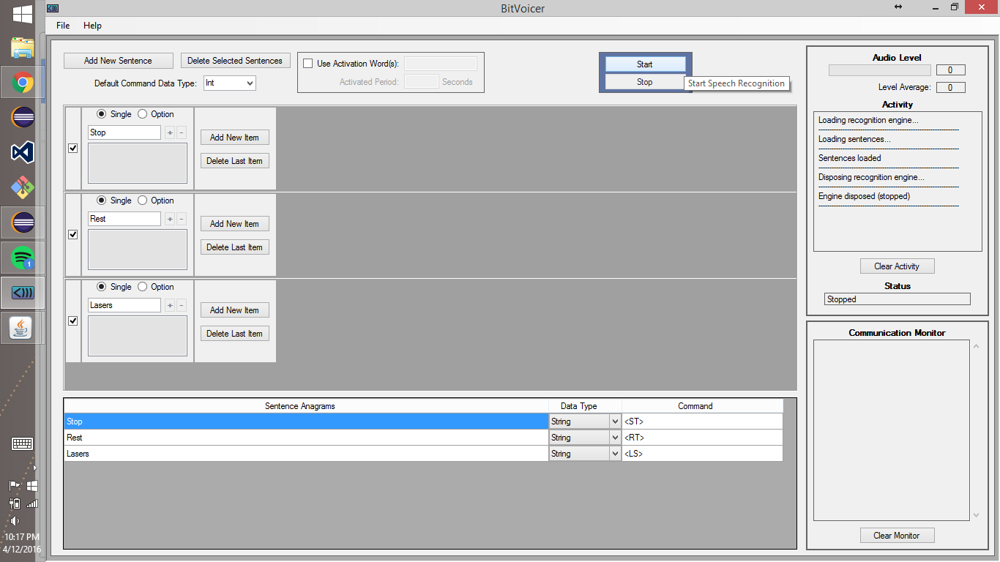 BitVoicer
File Help
Add New Sentence Delete Selected Sentences
Default Command Data Type: Int
Use Activation Word(s):
Activated Period: Seconds
Start
Stop
Start Speech Recognition
Single Option
Stop + -
Add New Item
Delete Last Item
Single Option
Rest + -
Add New Item
Delete Last Item
Single Option
Lasers + -
Add New Item
Delete Last Item
Sentence Anagrams Data Type Command
Stop String <ST>
Rest String <RT>
Lasers String <LS>
Audio Level
0
Level Average: 0
Activity
Loading recognition engine...
Loading sentences...
Sentences loaded
Disposing recognition engine...
Engine disposed (stopped)
Clear Activity
Status
Stopped
Communication Monitor
Clear Monitor
1
10:17 PM
4/12/2016